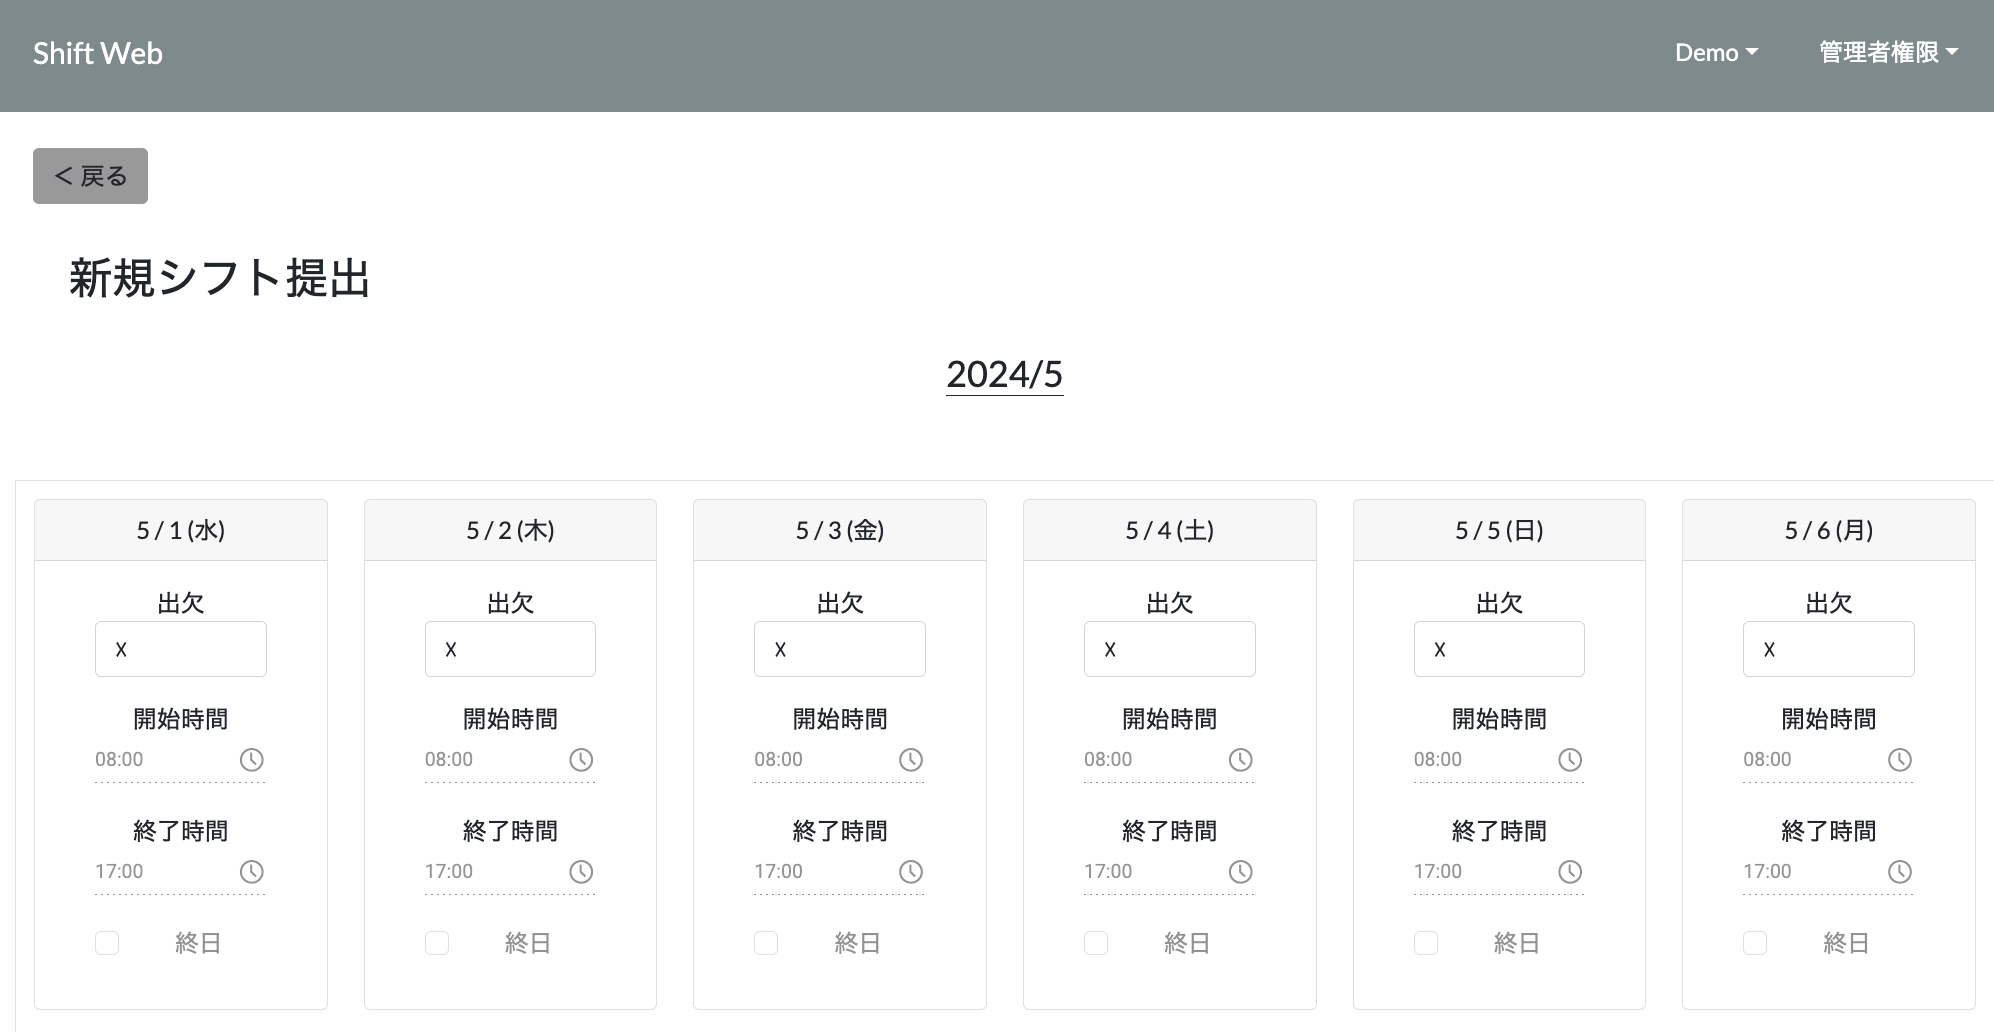 Shift Web
Demo
管理者権限
< 戻る
新規シフト提出
2024/5
5 / 1 (水)
出欠
☓
開始時間
08:00
終了時間
17:00
終日
5 / 2 (木)
出欠
☓
開始時間
08:00
終了時間
17:00
終日
5 / 3 (金)
出欠
☓
開始時間
08:00
終了時間
17:00
終日
5 / 4 (土)
出欠
☓
開始時間
08:00
終了時間
17:00
終日
5 / 5 (日)
出欠
☓
開始時間
08:00
終了時間
17:00
終日
5 / 6 (月)
出欠
☓
開始時間
08:00
終了時間
17:00
終日